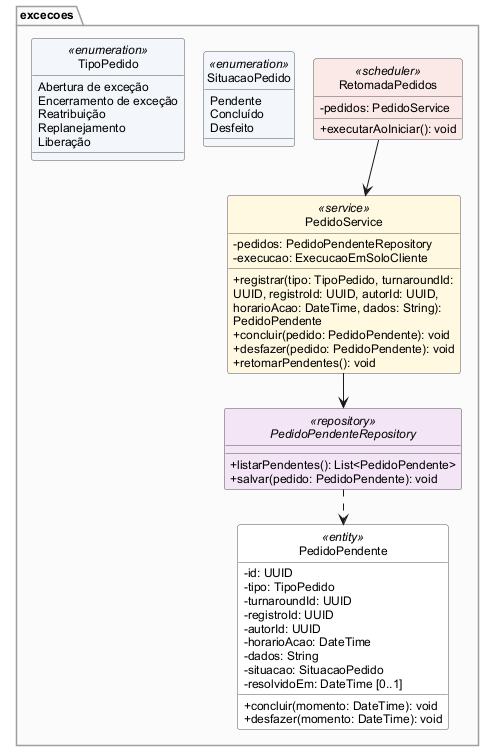 excecoes
«enumeration»
TipoPedido
Abertura de exceção
Encerramento de exceção
Reatribuição
Replanejamento
Liberação
«enumeration»
SituacaoPedido
Pendente
Concluído
Desfeito
«scheduler»
RetomadaPedidos
-pedidos: PedidoService
+executarAoIniciar(): void
«service»
PedidoService
-pedidos: PedidoPendenteRepository
-execucao: ExecucaoEmSoloCliente
+registrar(tipo: TipoPedido, turnaroundId:
UUID, registroId: UUID, autorId: UUID,
horarioAcao: DateTime, dados: String):
PedidoPendente
+concluir(pedido: PedidoPendente): void
+desfazer(pedido: PedidoPendente): void
+retomarPendentes(): void
«repository»
PedidoPendenteRepository
+listarPendentes(): List<PedidoPendente>
+salvar(pedido: PedidoPendente): void
«entity»
PedidoPendente
-id: UUID
-tipo: TipoPedido
-turnaroundId: UUID
-registroId: UUID
-autorId: UUID
-horarioAcao: DateTime
-dados: String
-situacao: SituacaoPedido
-resolvidoEm: DateTime [0..1]
+concluir(momento: DateTime): void
+desfazer(momento: DateTime): void